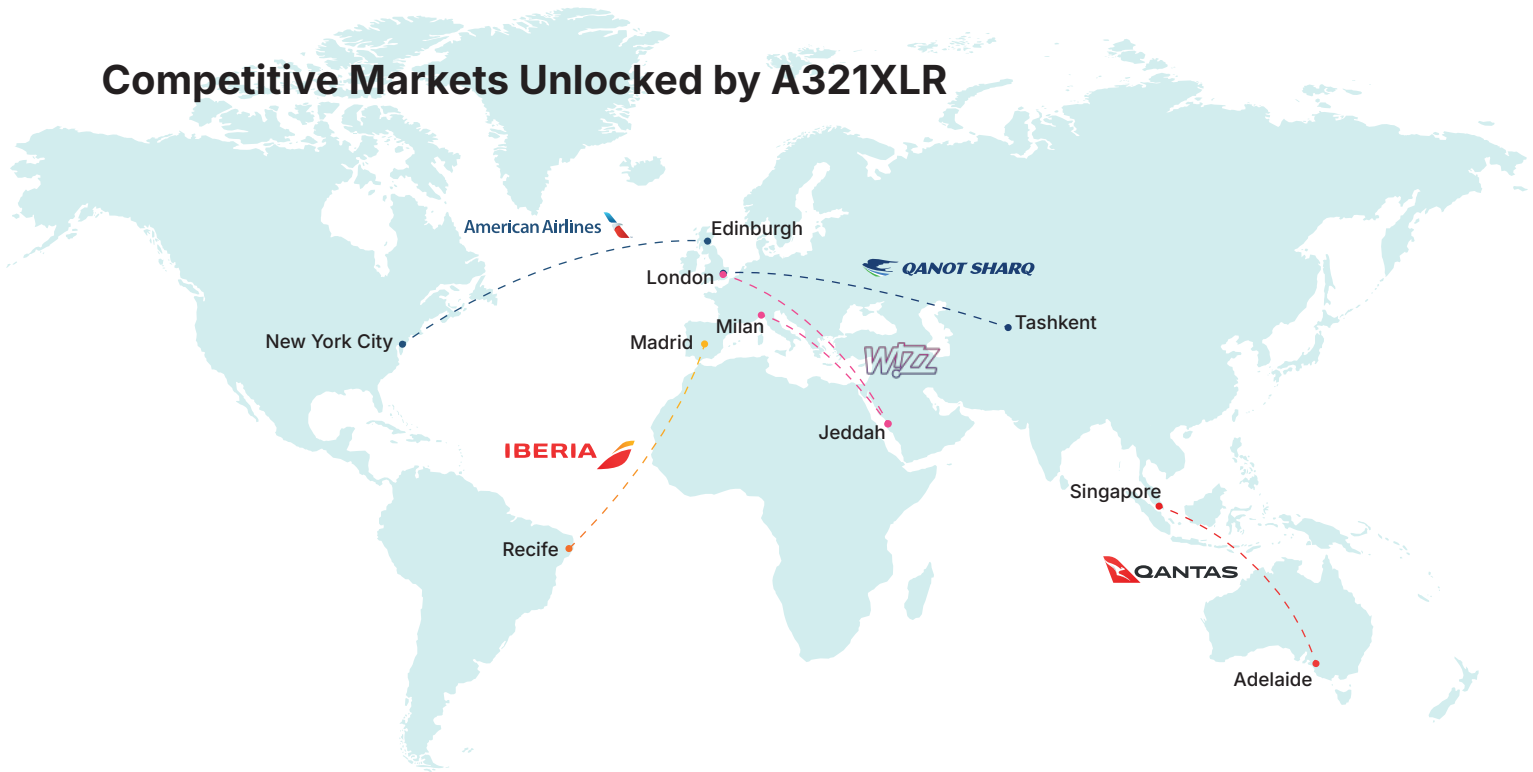 Competitive Markets Unlocked by A321XLR
American Airlines
Edinburgh
London
QANOT SHARQ
New York City
Milan
Tashkent
Madrid
WIZZ
Jeddah
IBERIA
Singapore
Recife
QANTAS
Adelaide